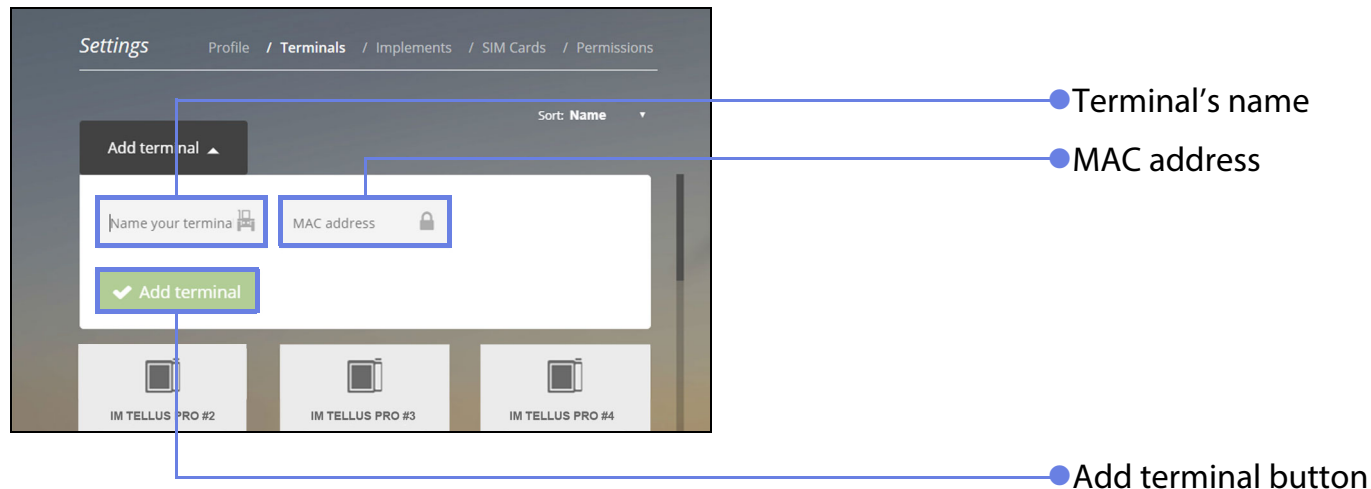 Settings Profile / Terminals / Implements / SIM Cards / Permissions
Sort: Name
Add terminal
Name your termina
MAC address
Add terminal
IM TELLUS PRO #2
IM TELLUS PRO #3
IM TELLUS PRO #4
Terminal’s name
MAC address
Add terminal button